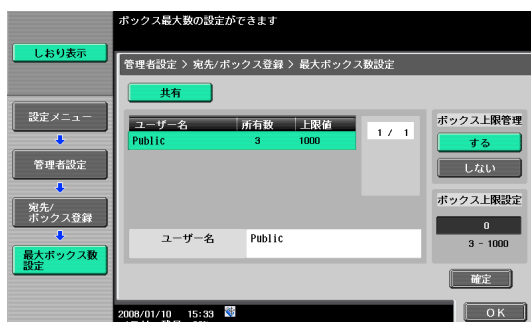 ボックス最大数の設定ができます
しおり表示
管理者設定 > 宛先/ボックス登録 > 最大ボックス数設定
共有
設定メニュー
管理者設定
宛先/
ボックス登録
最大ボックス数
設定
ユーザー名 所有数 上限値
Public 3 1000
1/ 1
ユーザー名 Public
ボックス上限管理
する
しない
ボックス上限設定
0
3 - 1000
確定
2008/01/10 15:33
OK